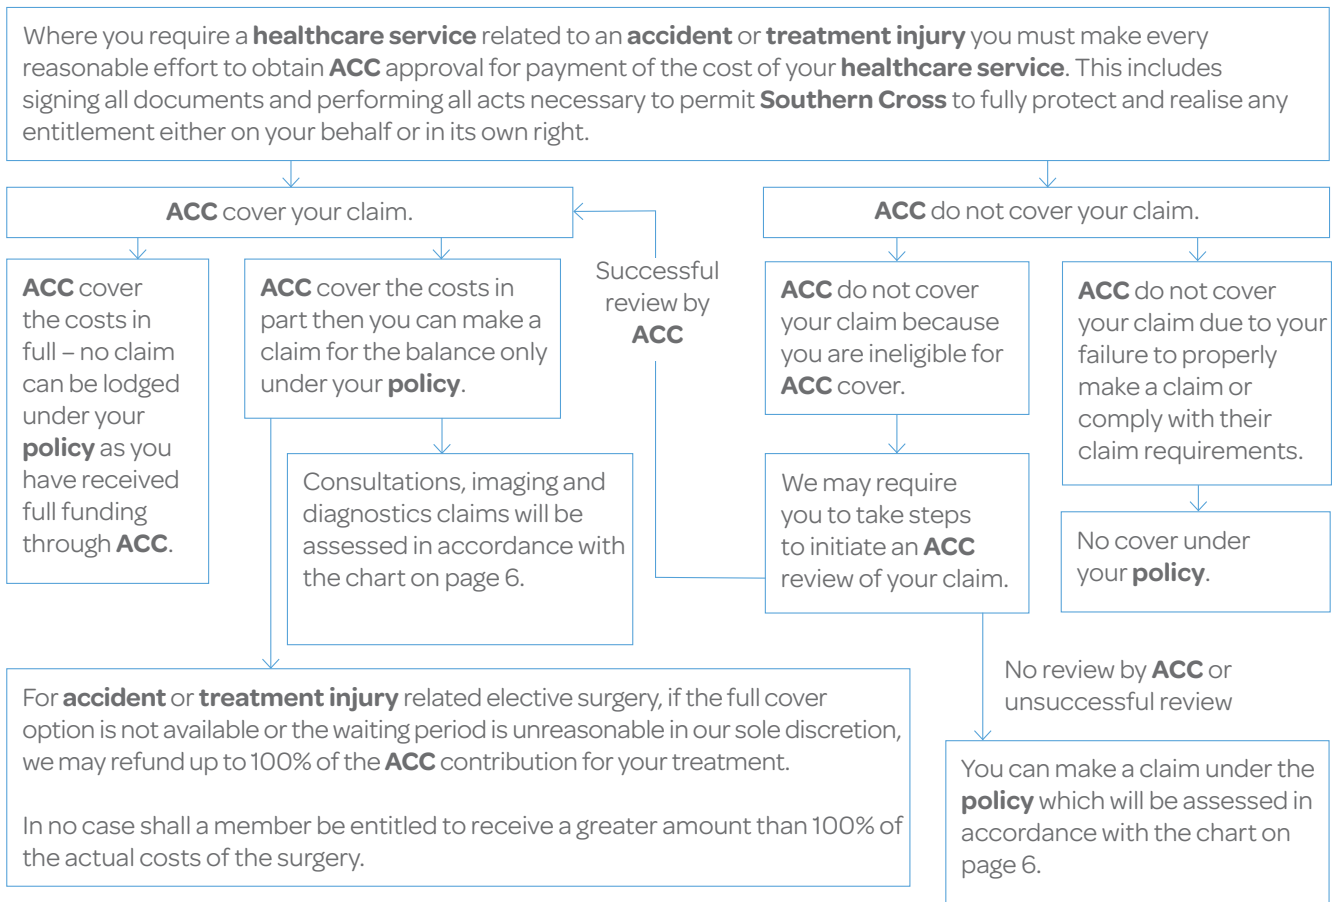 Where you require a healthcare service related to an accident or treatment injury you must make every
reasonable effort to obtain ACC approval for payment of the cost of your healthcare service. This includes
signing all documents and performing all acts necessary to permit Southern Cross to fully protect and realise any
entitlement either on your behalf or in its own right.
ACC cover your claim.
ACC do not cover your claim.
ACC cover
the costs in
full – no claim
can be lodged
under your
policy as you
have received
full funding
through ACC.
ACC cover the costs in
part then you can make a
claim for the balance only
under your policy.
Successful
review by
ACC
ACC do not cover
your claim because
you are ineligible for
ACC cover.
ACC do not cover
your claim due to your
failure to properly
make a claim or
comply with their
claim requirements.
Consultations, imaging and
diagnostics claims will be
assessed in accordance with
the chart on page 6.
We may require
you to take steps
to initiate an ACC
review of your claim.
No cover under
your policy.
For accident or treatment injury related elective surgery, if the full cover
option is not available or the waiting period is unreasonable in our sole discretion,
we may refund up to 100% of the ACC contribution for your treatment.
In no case shall a member be entitled to receive a greater amount than 100% of
the actual costs of the surgery.
No review by ACC or
unsuccessful review
You can make a claim under the
policy which will be assessed in
accordance with the chart on
page 6.